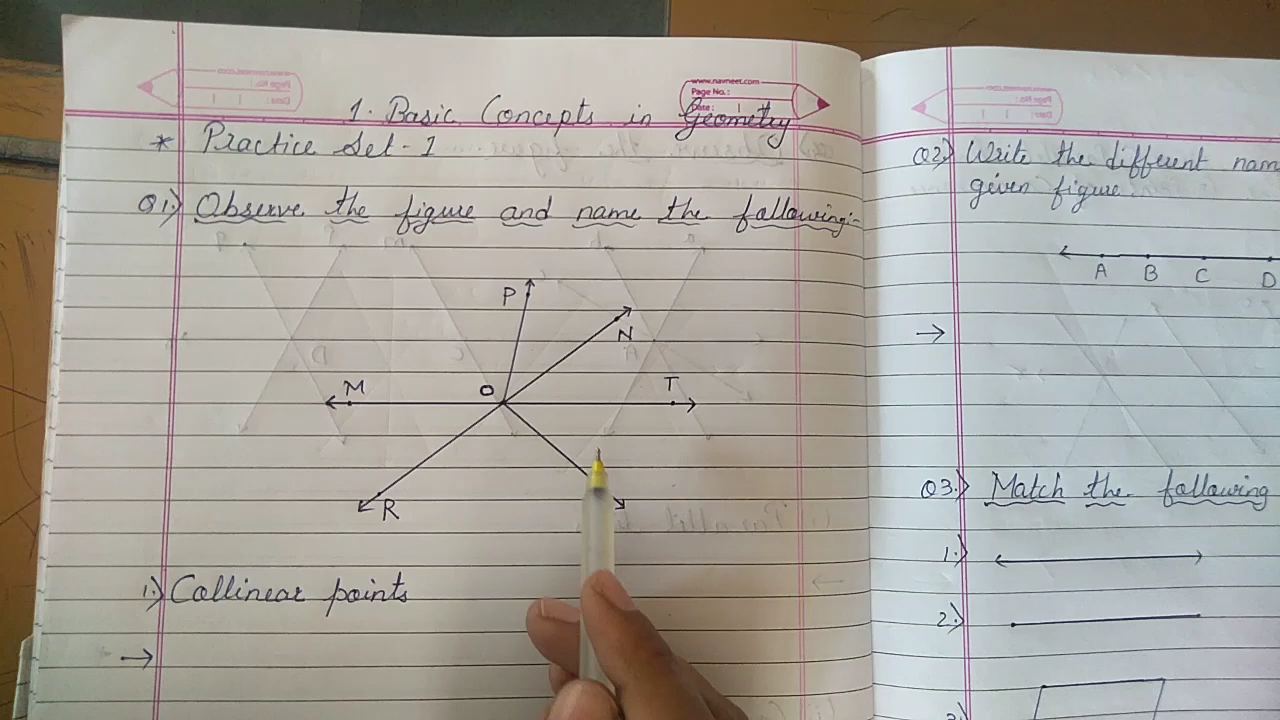 www.navneet.com
Page No. :
Date : | |
1. Basic Concepts in Geometry
* Practice Set - 1
Q1.) Observe the figure and name the following:-
P
N
M O T
R
1.) Collinear points
→
Q2.) Write the different nam
given figure.
A B C D
→
Q3.) Match the following
1.)
2.)